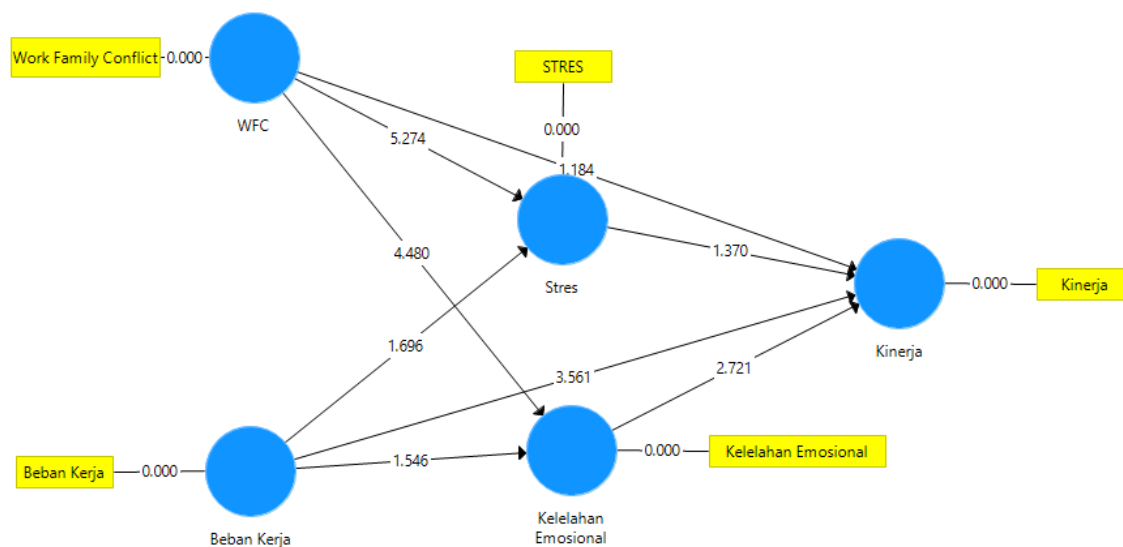 Work Family Conflict
0.000
WFC
STRES
0.000
5.274
1.184
4.480
Stres
1.370
0.000
Kinerja
Kinerja
1.696
3.561
2.721
Beban Kerja
0.000
1.546
0.000
Kelelahan Emosional
Beban Kerja
Kelelahan
Emosional